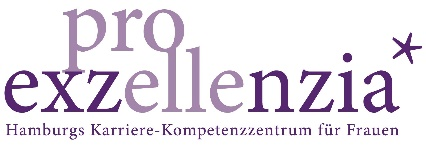 pro
exzellenzia*
Hamburgs Karriere-Kompetenzzentrum für Frauen